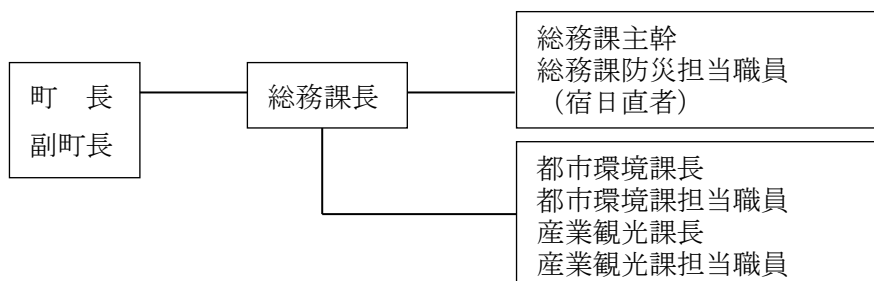 町　長
副町長
総務課長
総務課主幹
総務課防災担当職員
（宿日直者）
都市環境課長
都市環境課担当職員
産業観光課長
産業観光課担当職員